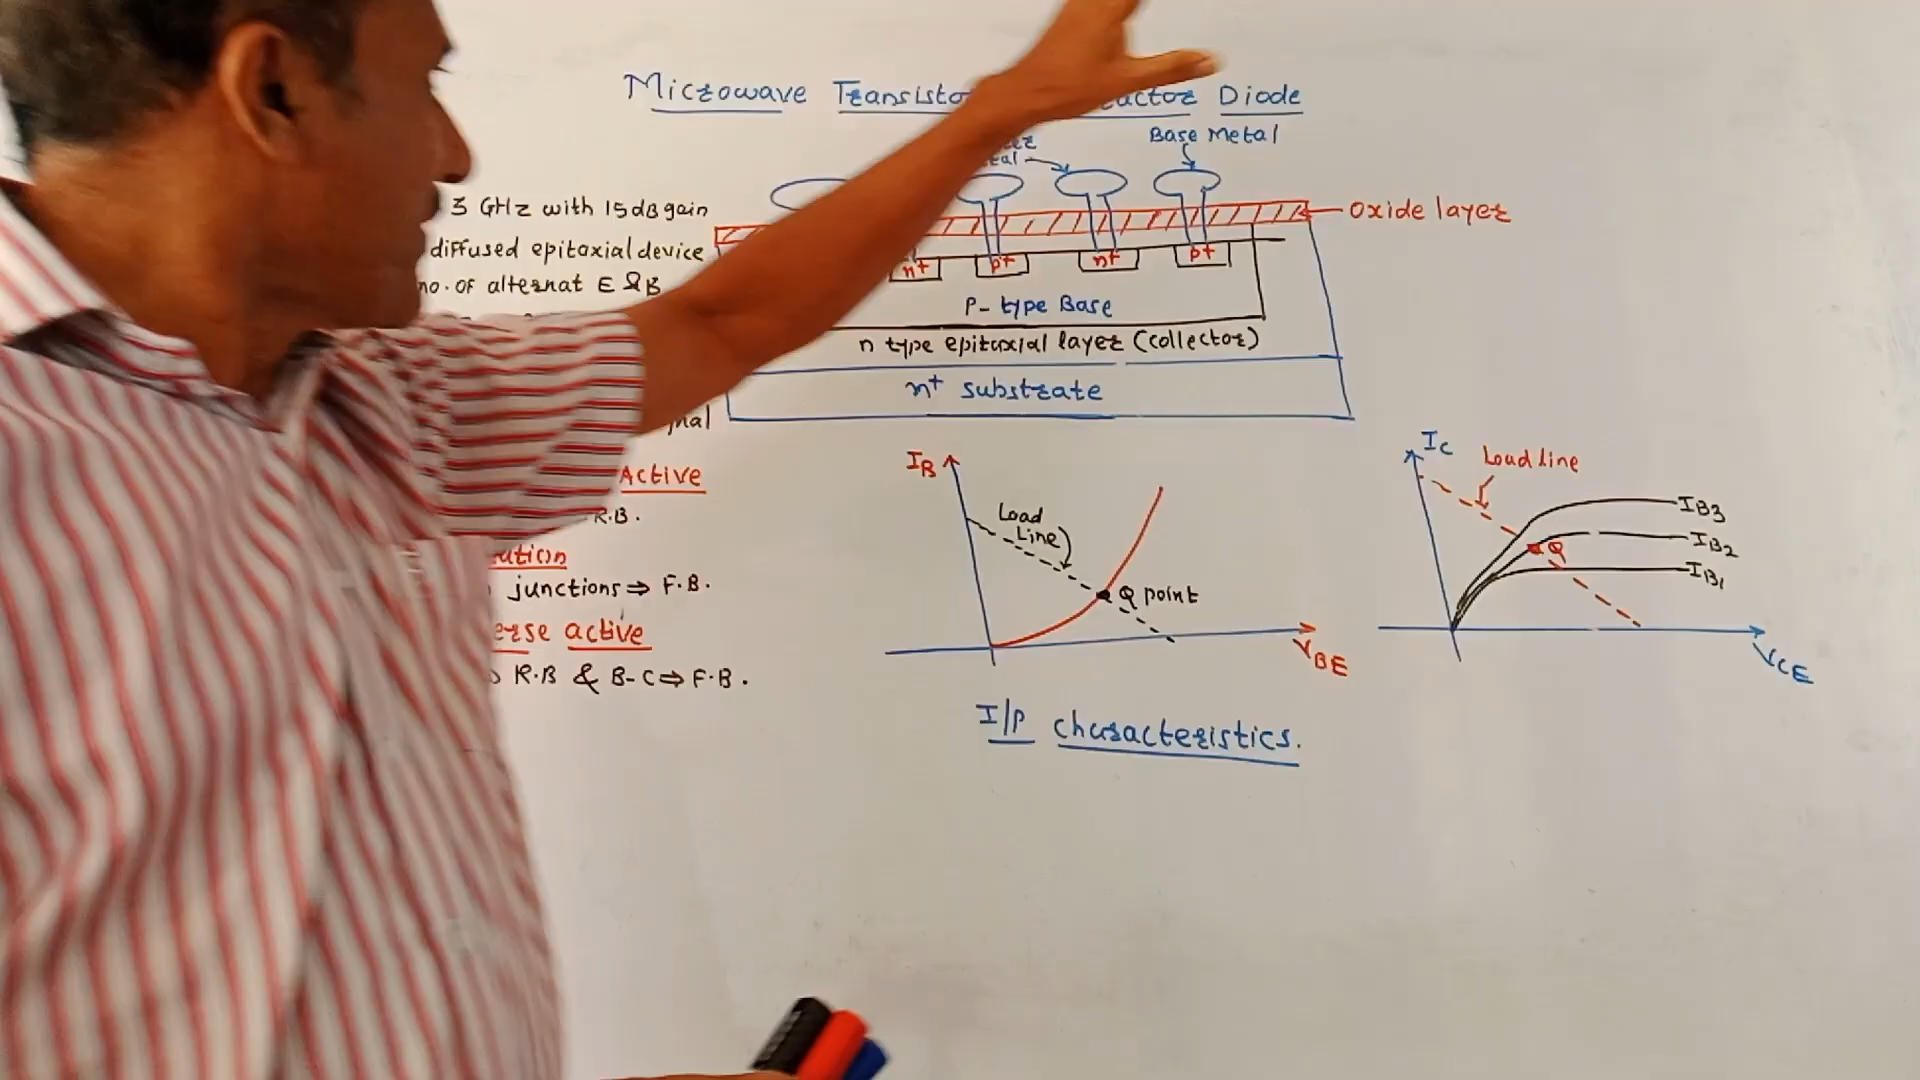 Microwave Transistor Diode
Base Metal
3 GHz with 15dB gain
Oxide layer
diffused epitaxial device
n+ p+ n+ p+
no. of alternat E & B
P- type Base
n type epitaxial layer (collector)
n+ substrate
Active
R.B.
junctions ⇒ F.B.
active
R.B & B-C ⇒ F.B.
IB
Load
Line
Q point
VBE
I/P characteristics.
IC
Load line
IB3
IB2
Q
IB1
VCE